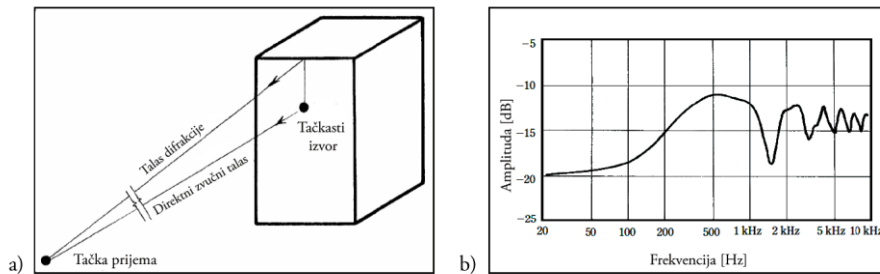 Talas difrakcije
Direktni zvučni talas
Tačkasti
izvor
Tačka prijema
a)
Amplituda [dB]
−5
−10
−15
−20
−25
20 50 100 200 500 1 kHz 2 kHz 5 kHz 10 kHz
Frekvencija [Hz]
b)